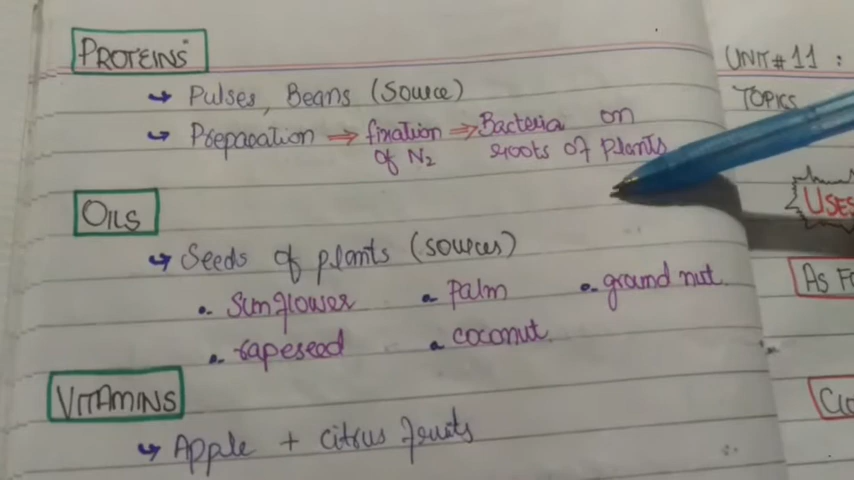 PROTEINS
→ Pulses, Beans (Source)
→ Preparation ⇒ fixation of N₂ ⇒ Bacteria on roots of plants
OILS
→ Seeds of plants (sources)
• Sunflower • Palm • ground nut
• rapeseed • coconut
VITAMINS
→ Apple + citrus fruits
UNIT # 11 :
TOPICS
USES
AS F